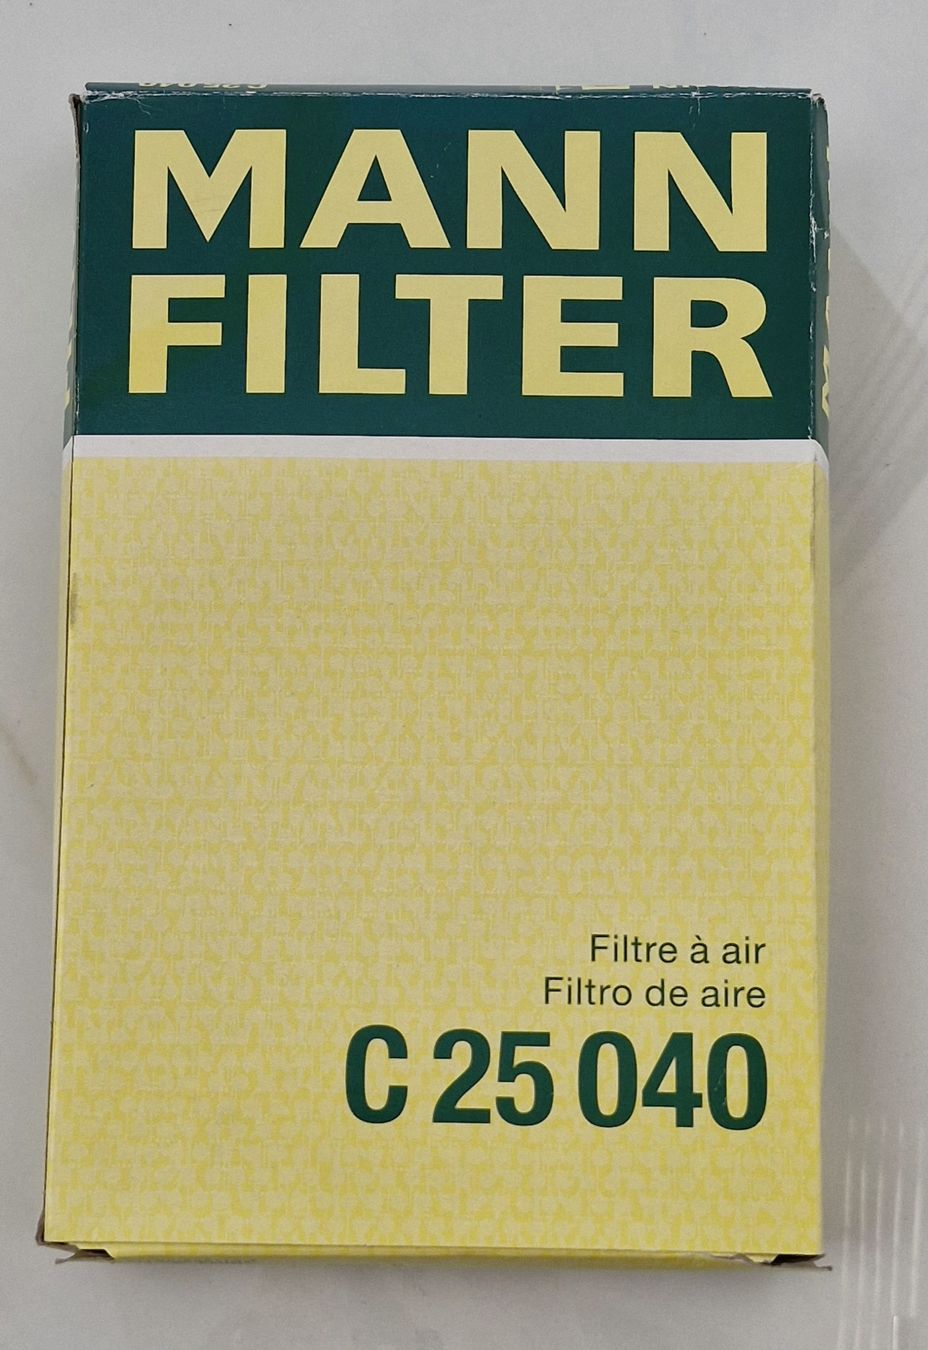 MANN
FILTER
Filtre à air
Filtro de aire
C 25 040